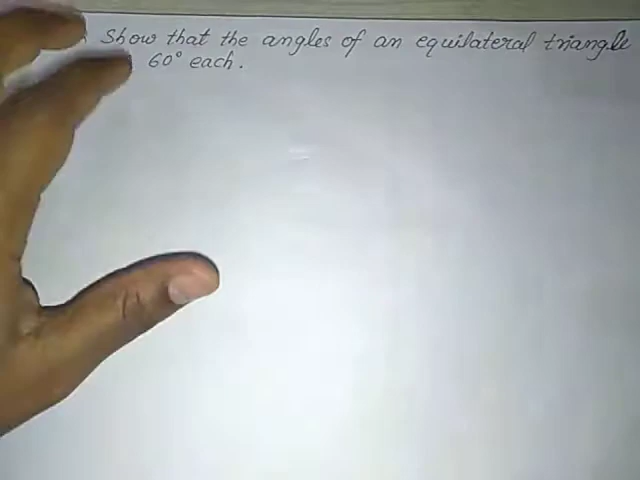 Show that the angles of an equilateral triangle
60° each.